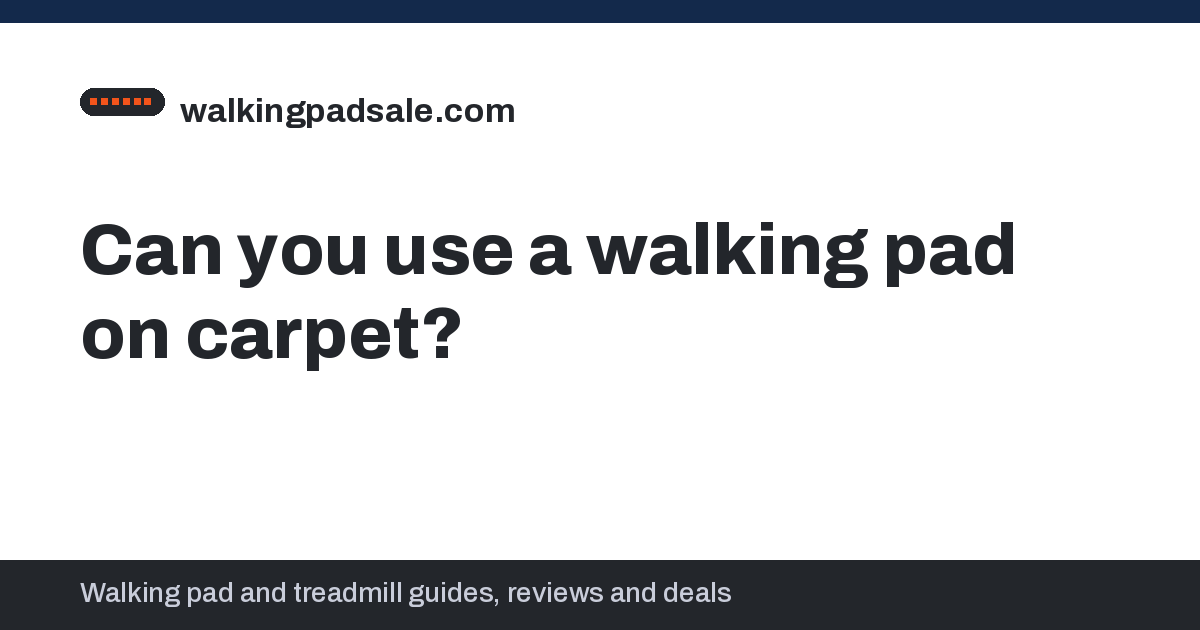 walkingpadsale.com
Can you use a walking pad
on carpet?
Walking pad and treadmill guides, reviews and deals